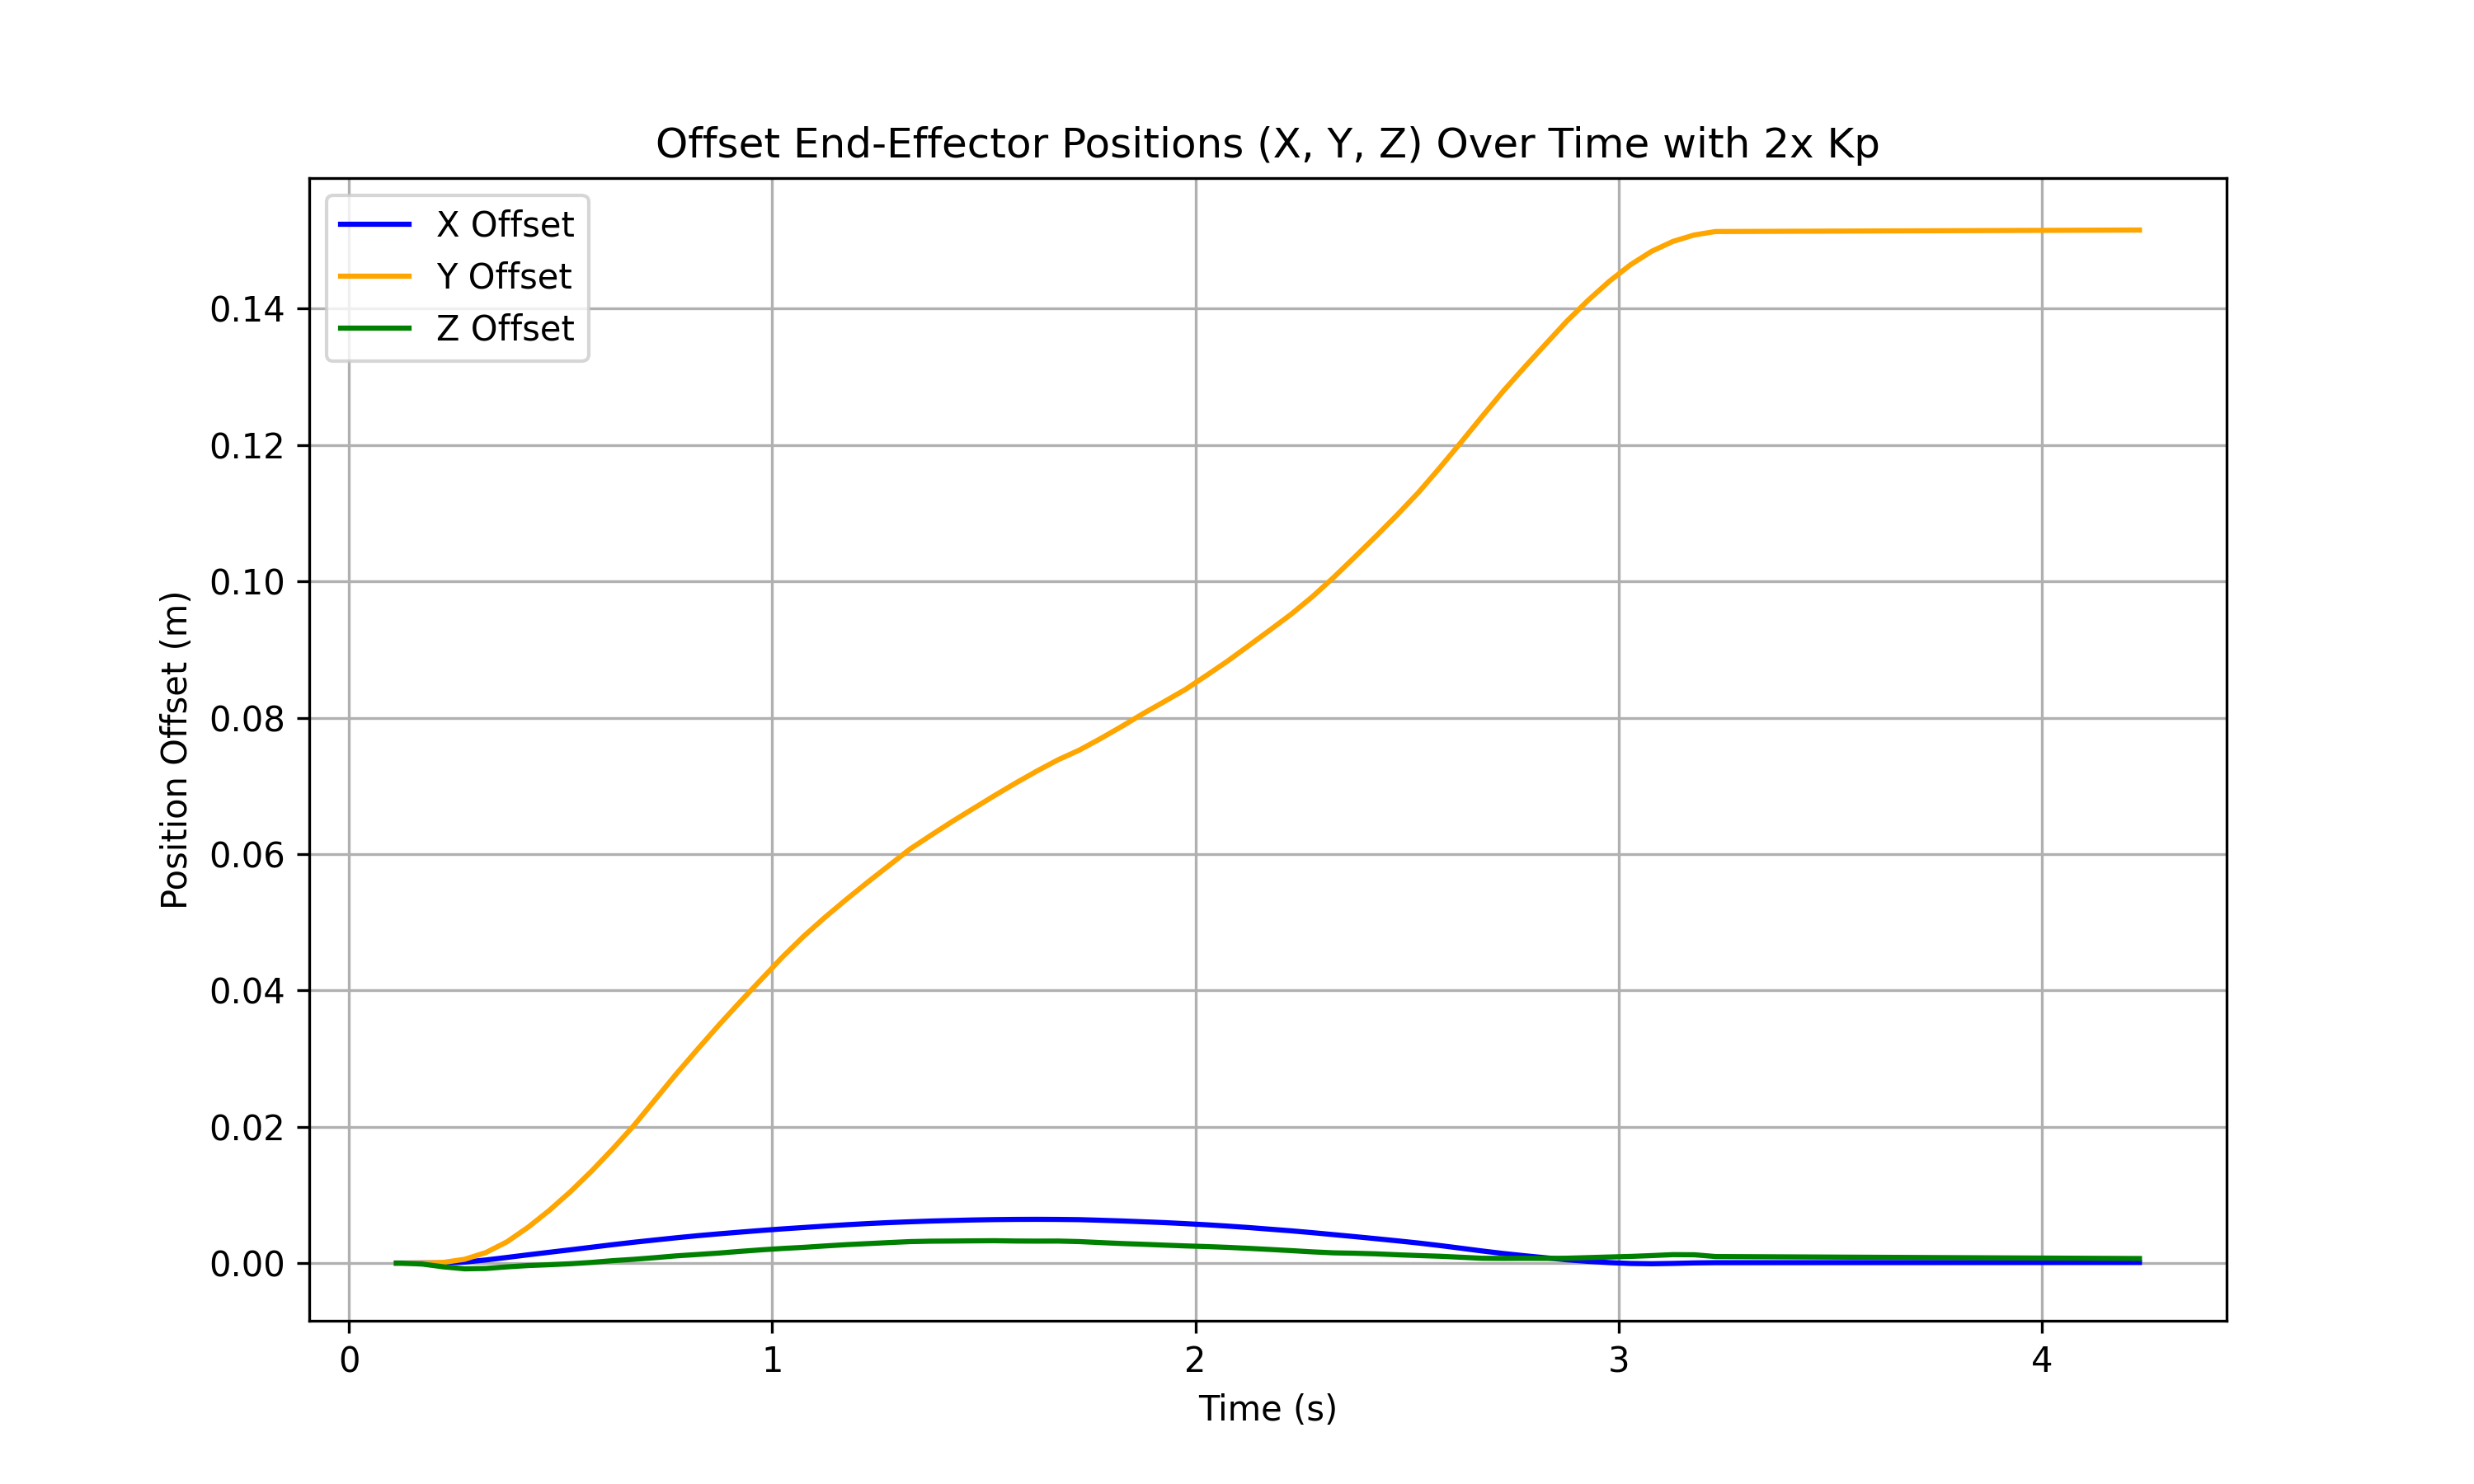 Offset End-Effector Positions (X, Y, Z) Over Time with 2x Kp
X Offset
Y Offset
Z Offset
Position Offset (m)
0.14
0.12
0.10
0.08
0.06
0.04
0.02
0.00
0 1 2 3 4
Time (s)